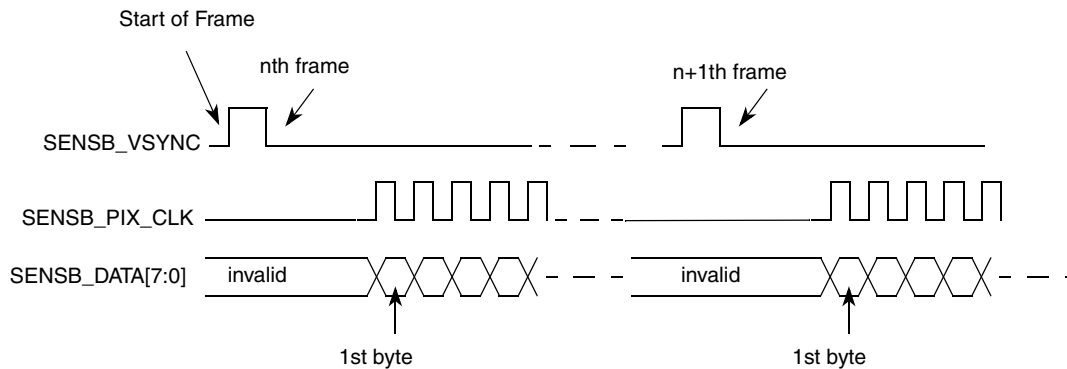 Start of Frame
nth frame
n+1th frame
SENSB_VSYNC
SENSB_PIX_CLK
SENSB_DATA[7:0]
invalid
invalid
1st byte
1st byte